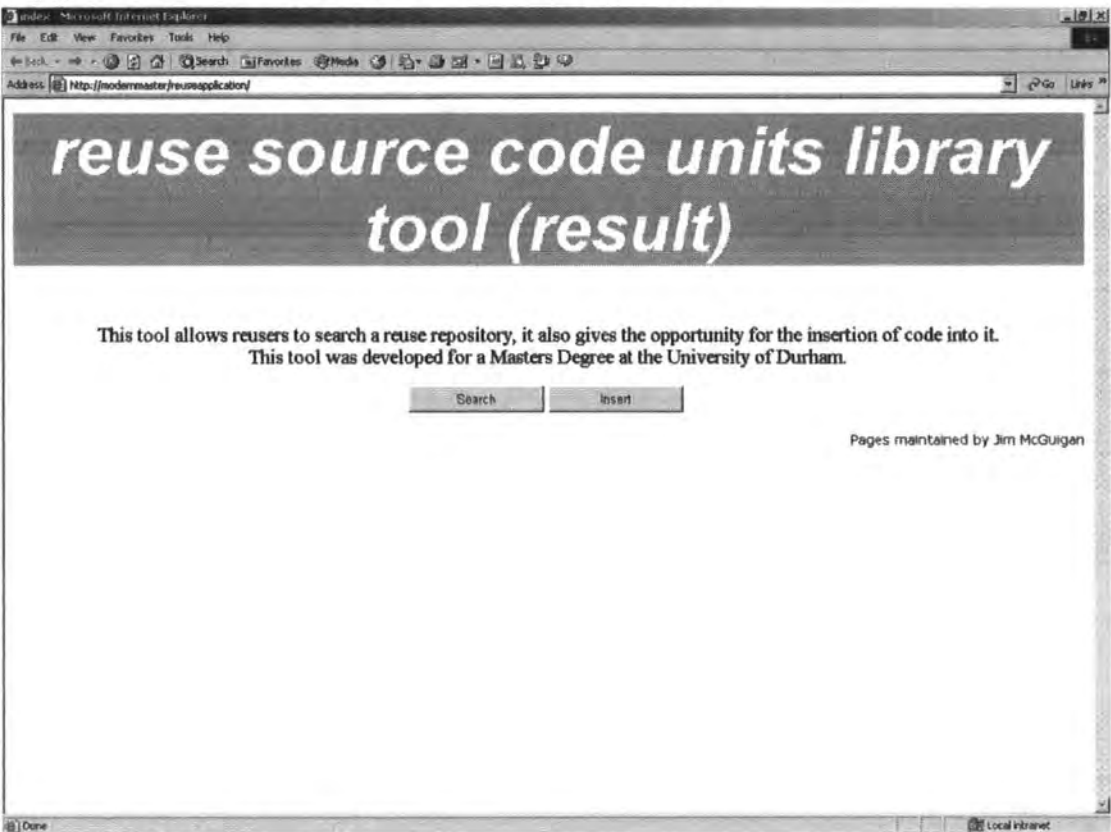 index - Microsoft Internet Explorer
File Edit View Favorites Tools Help
Back Search Favorites Media
Address http://modernmaster/reuseapplication/ Go Links »
reuse source code units library
tool (result)
This tool allows reusers to search a reuse repository, it also gives the opportunity for the insertion of code into it.
This tool was developed for a Masters Degree at the University of Durham.
Search Insert
Pages maintained by Jim McGuigan
Done Local intranet